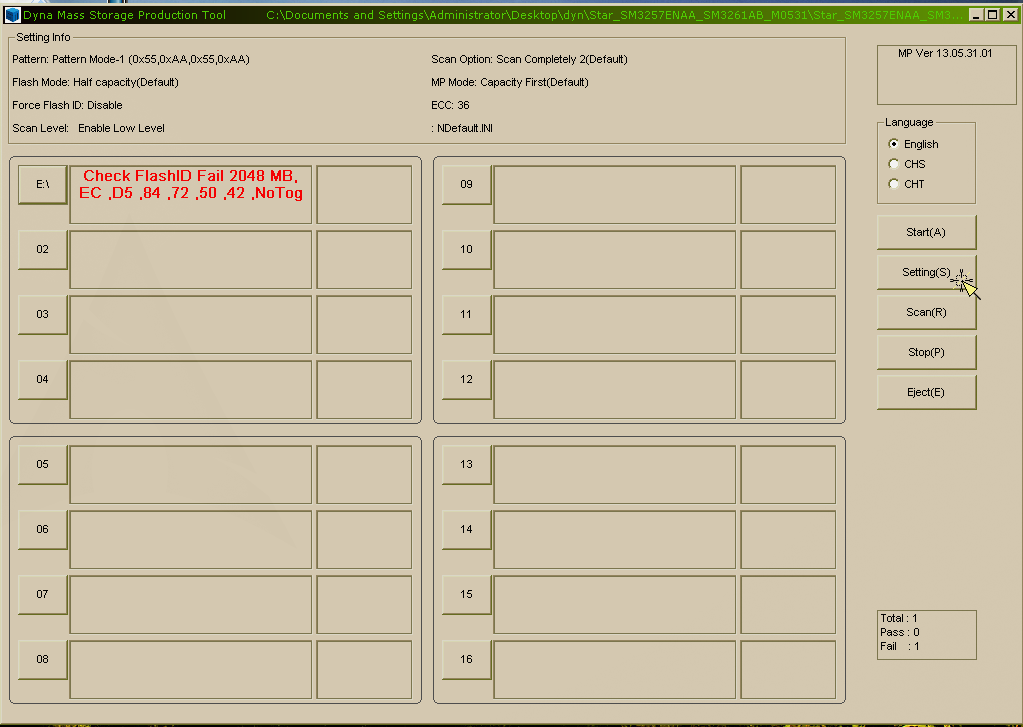 Dyna Mass Storage Production Tool C:\Documents and Settings\Administrator\Desktop\dyn\Star_SM3257ENAA_SM3261AB_M0531\Star_SM3257ENAA_SM3...
Setting Info
Pattern: Pattern Mode-1 (0x55,0xAA,0x55,0xAA)
Scan Option: Scan Completely 2(Default)
Flash Mode: Half capacity(Default)
MP Mode: Capacity First(Default)
Force Flash ID: Disable
ECC: 36
Scan Level: Enable Low Level
: NDefault.INI
MP Ver 13.05.31.01
Language
English
CHS
CHT
Start(A)
Setting(S)
Scan(R)
Stop(P)
Eject(E)
E:\
Check FlashID Fail 2048 MB,
EC ,D5 ,84 ,72 ,50 ,42 ,NoTog
02
03
04
09
10
11
12
05
06
07
08
13
14
15
16
Total : 1
Pass : 0
Fail : 1